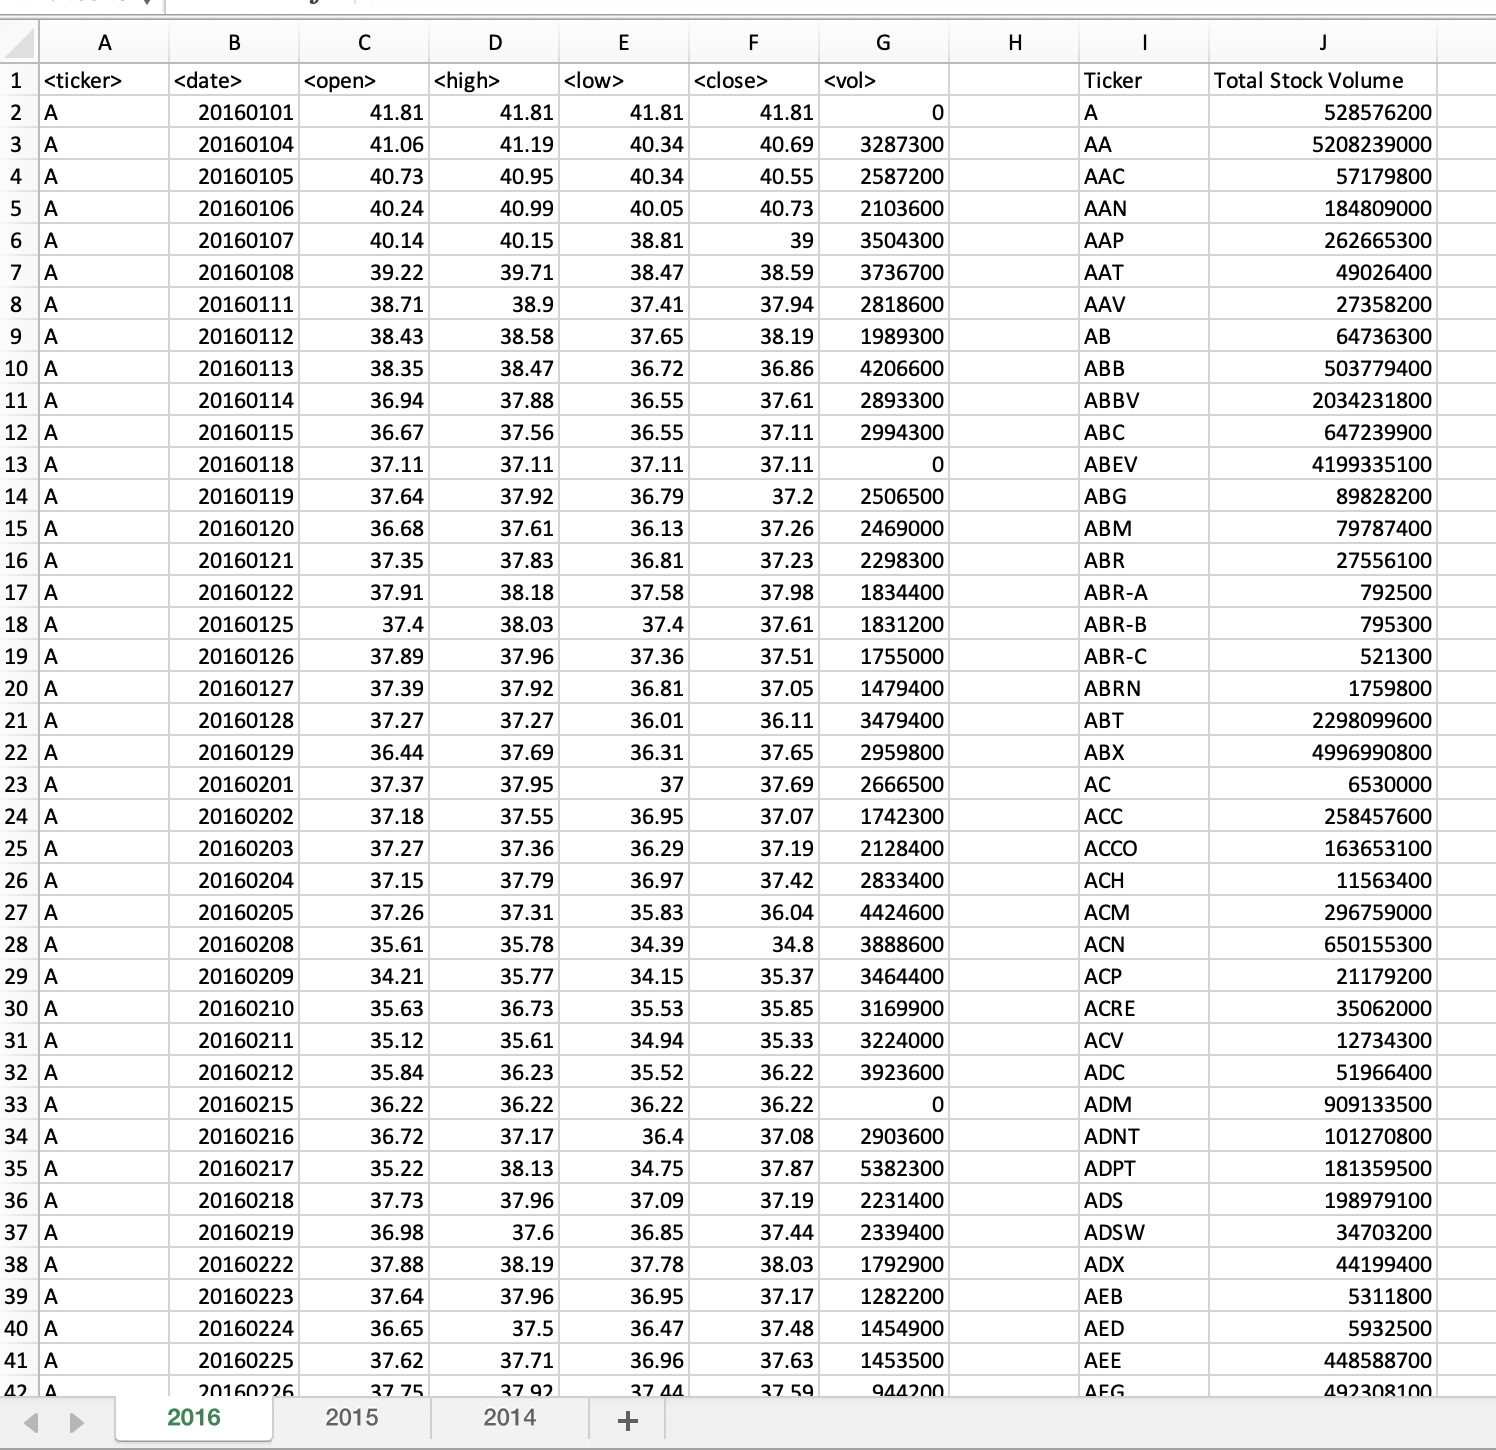 A B C D E F G H I J
1 <ticker> <date> <open> <high> <low> <close> <vol> Ticker Total Stock Volume
2 A 20160101 41.81 41.81 41.81 41.81 0 A 528576200
3 A 20160104 41.06 41.19 40.34 40.69 3287300 AA 5208239000
4 A 20160105 40.73 40.95 40.34 40.55 2587200 AAC 57179800
5 A 20160106 40.24 40.99 40.05 40.73 2103600 AAN 184809000
6 A 20160107 40.14 40.15 38.81 39 3504300 AAP 262665300
7 A 20160108 39.22 39.71 38.47 38.59 3736700 AAT 49026400
8 A 20160111 38.71 38.9 37.41 37.94 2818600 AAV 27358200
9 A 20160112 38.43 38.58 37.65 38.19 1989300 AB 64736300
10 A 20160113 38.35 38.47 36.72 36.86 4206600 ABB 503779400
11 A 20160114 36.94 37.88 36.55 37.61 2893300 ABBV 2034231800
12 A 20160115 36.67 37.56 36.55 37.11 2994300 ABC 647239900
13 A 20160118 37.11 37.11 37.11 37.11 0 ABEV 4199335100
14 A 20160119 37.64 37.92 36.79 37.2 2506500 ABG 89828200
15 A 20160120 36.68 37.61 36.13 37.26 2469000 ABM 79787400
16 A 20160121 37.35 37.83 36.81 37.23 2298300 ABR 27556100
17 A 20160122 37.91 38.18 37.58 37.98 1834400 ABR-A 792500
18 A 20160125 37.4 38.03 37.4 37.61 1831200 ABR-B 795300
19 A 20160126 37.89 37.96 37.36 37.51 1755000 ABR-C 521300
20 A 20160127 37.39 37.92 36.81 37.05 1479400 ABRN 1759800
21 A 20160128 37.27 37.27 36.01 36.11 3479400 ABT 2298099600
22 A 20160129 36.44 37.69 36.31 37.65 2959800 ABX 4996990800
23 A 20160201 37.37 37.95 37 37.69 2666500 AC 6530000
24 A 20160202 37.18 37.55 36.95 37.07 1742300 ACC 258457600
25 A 20160203 37.27 37.36 36.29 37.19 2128400 ACCO 163653100
26 A 20160204 37.15 37.79 36.97 37.42 2833400 ACH 11563400
27 A 20160205 37.26 37.31 35.83 36.04 4424600 ACM 296759000
28 A 20160208 35.61 35.78 34.39 34.8 3888600 ACN 650155300
29 A 20160209 34.21 35.77 34.15 35.37 3464400 ACP 21179200
30 A 20160210 35.63 36.73 35.53 35.85 3169900 ACRE 35062000
31 A 20160211 35.12 35.61 34.94 35.33 3224000 ACV 12734300
32 A 20160212 35.84 36.23 35.52 36.22 3923600 ADC 51966400
33 A 20160215 36.22 36.22 36.22 36.22 0 ADM 909133500
34 A 20160216 36.72 37.17 36.4 37.08 2903600 ADNT 101270800
35 A 20160217 35.22 38.13 34.75 37.87 5382300 ADPT 181359500
36 A 20160218 37.73 37.96 37.09 37.19 2231400 ADS 198979100
37 A 20160219 36.98 37.6 36.85 37.44 2339400 ADSW 34703200
38 A 20160222 37.88 38.19 37.78 38.03 1792900 ADX 44199400
39 A 20160223 37.64 37.96 36.95 37.17 1282200 AEB 5311800
40 A 20160224 36.65 37.5 36.47 37.48 1454900 AED 5932500
41 A 20160225 37.62 37.71 36.96 37.63 1453500 AEE 448588700
42 A 20160226 37.75 37.92 37.44 37.59 944200 AEG 492308100
2016 2015 2014 +